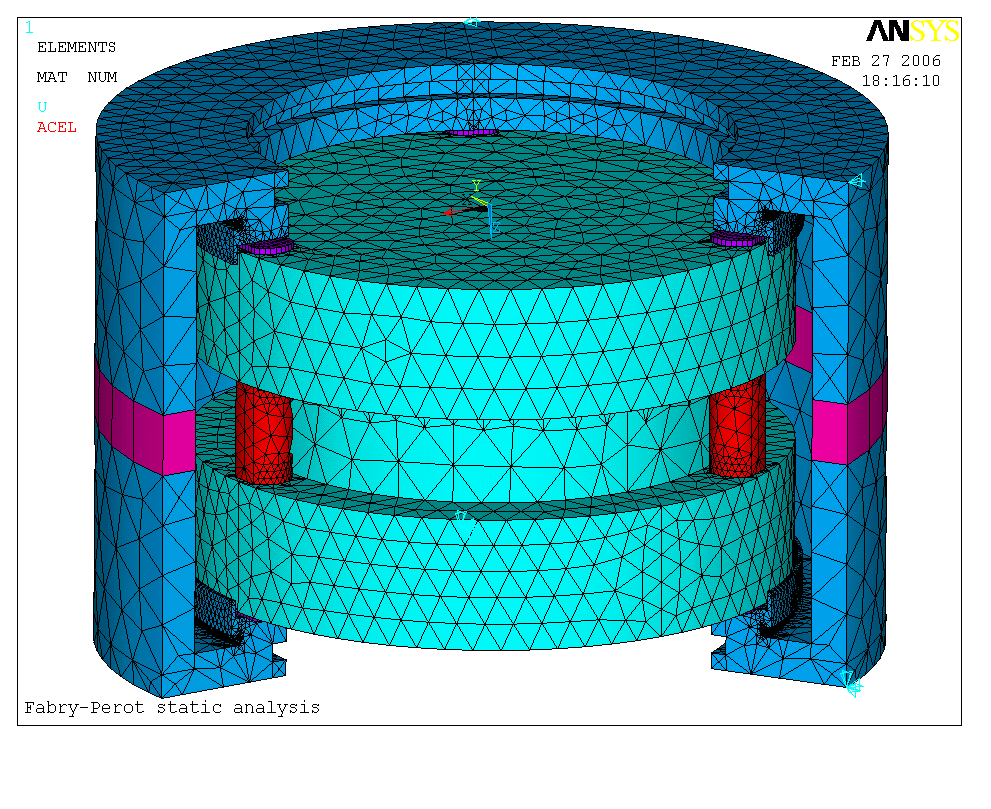 1
ELEMENTS
MAT NUM
U
ACEL
ANSYS
FEB 27 2006
18:16:10
Y
Z
Fabry-Perot static analysis